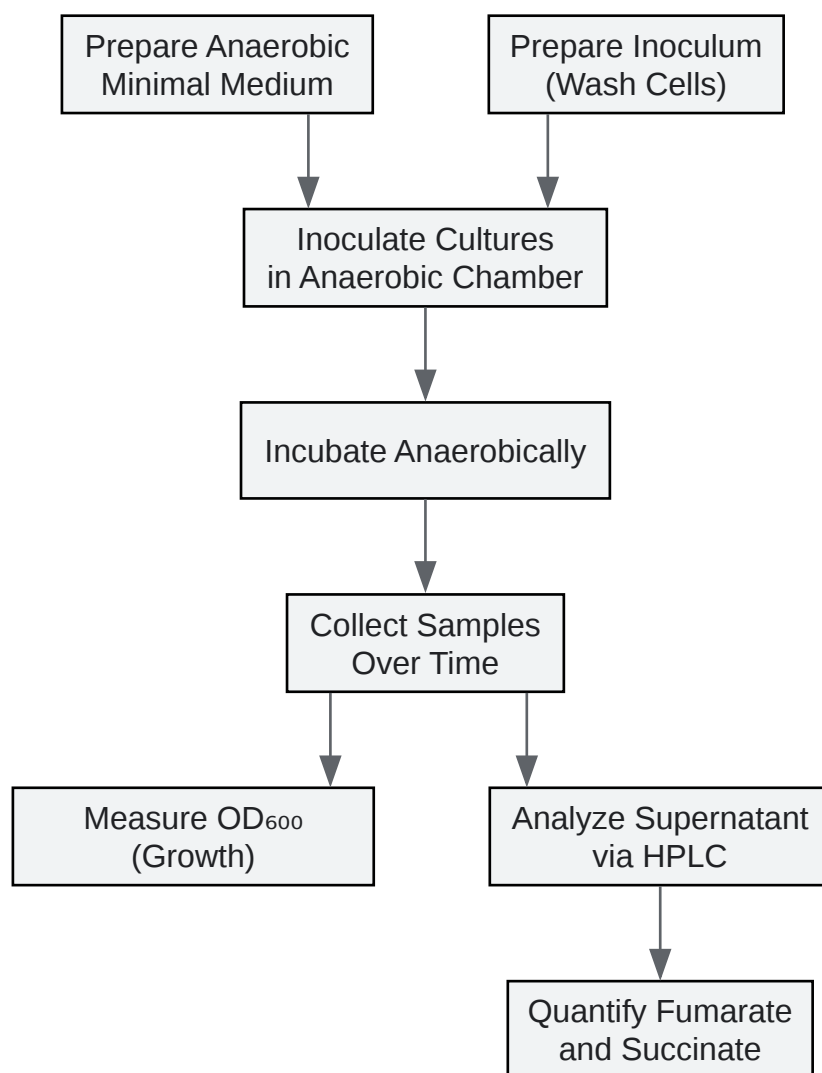 Prepare Anaerobic
Minimal Medium
Prepare Inoculum
(Wash Cells)
Inoculate Cultures
in Anaerobic Chamber
Incubate Anaerobically
Collect Samples
Over Time
Measure OD₆₀₀
(Growth)
Analyze Supernatant
via HPLC
Quantify Fumarate
and Succinate